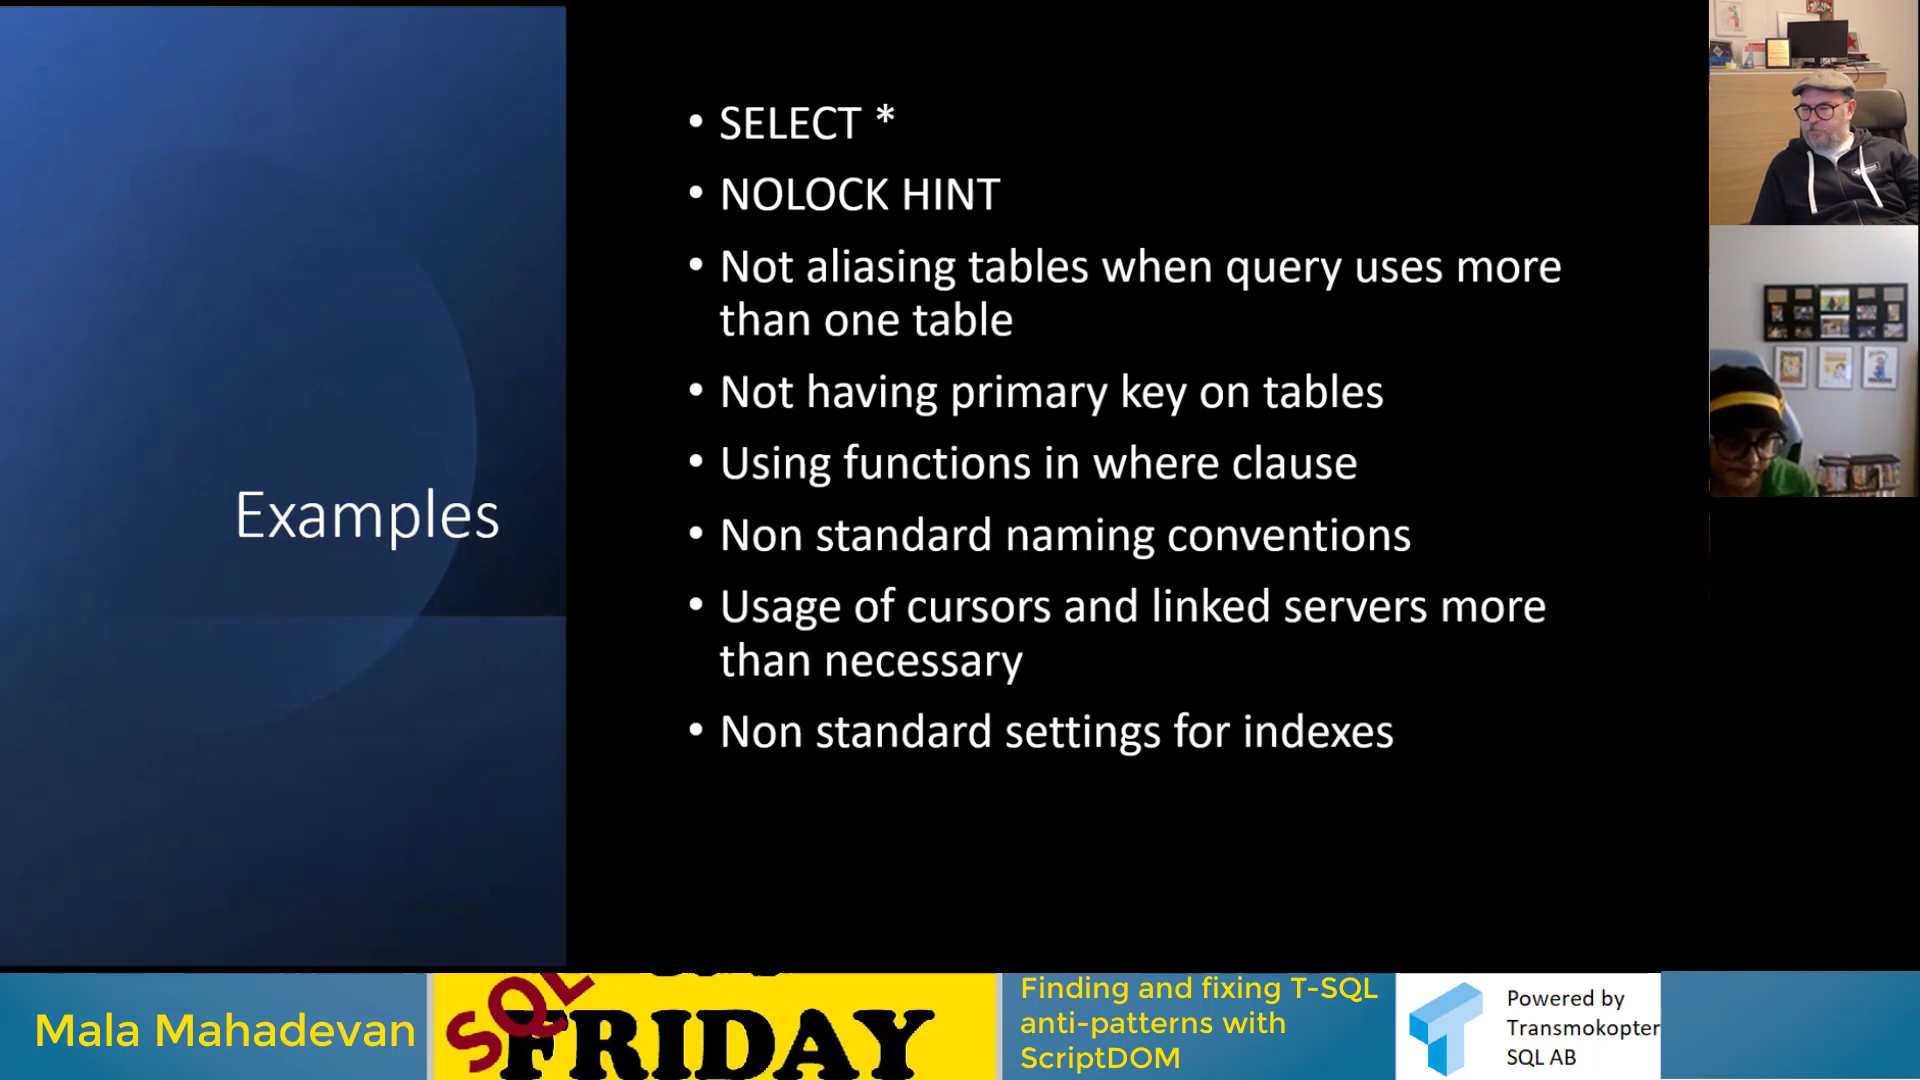 Examples
• SELECT *
• NOLOCK HINT
• Not aliasing tables when query uses more
than one table
• Not having primary key on tables
• Using functions in where clause
• Non standard naming conventions
• Usage of cursors and linked servers more
than necessary
• Non standard settings for indexes
Mala Mahadevan
SQL
FRIDAY
Finding and fixing T-SQL
anti-patterns with
ScriptDOM
Powered by
Transmokopter
SQL AB